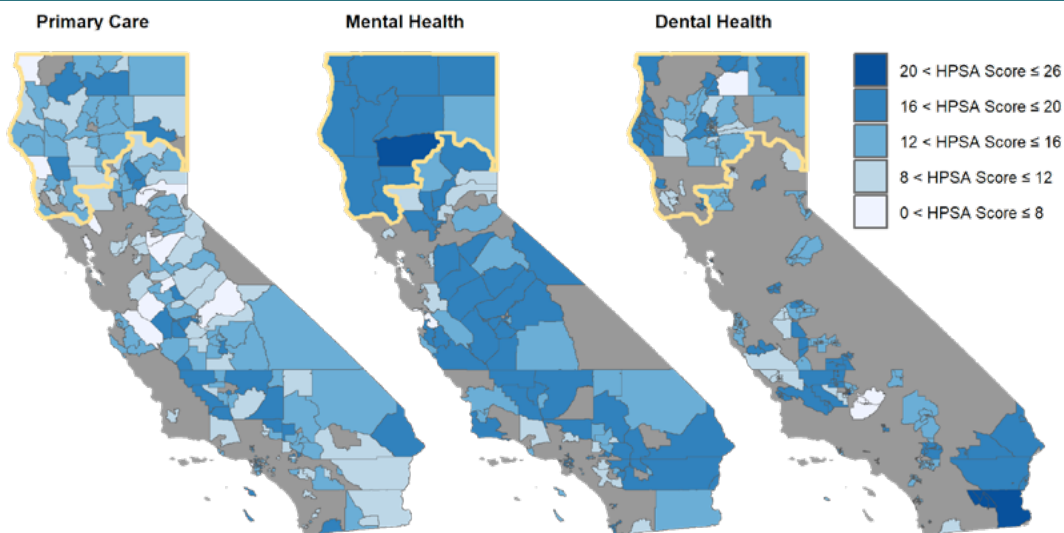 Primary Care
Mental Health
Dental Health
20 < HPSA Score ≤ 26
16 < HPSA Score ≤ 20
12 < HPSA Score ≤ 16
8 < HPSA Score ≤ 12
0 < HPSA Score ≤ 8